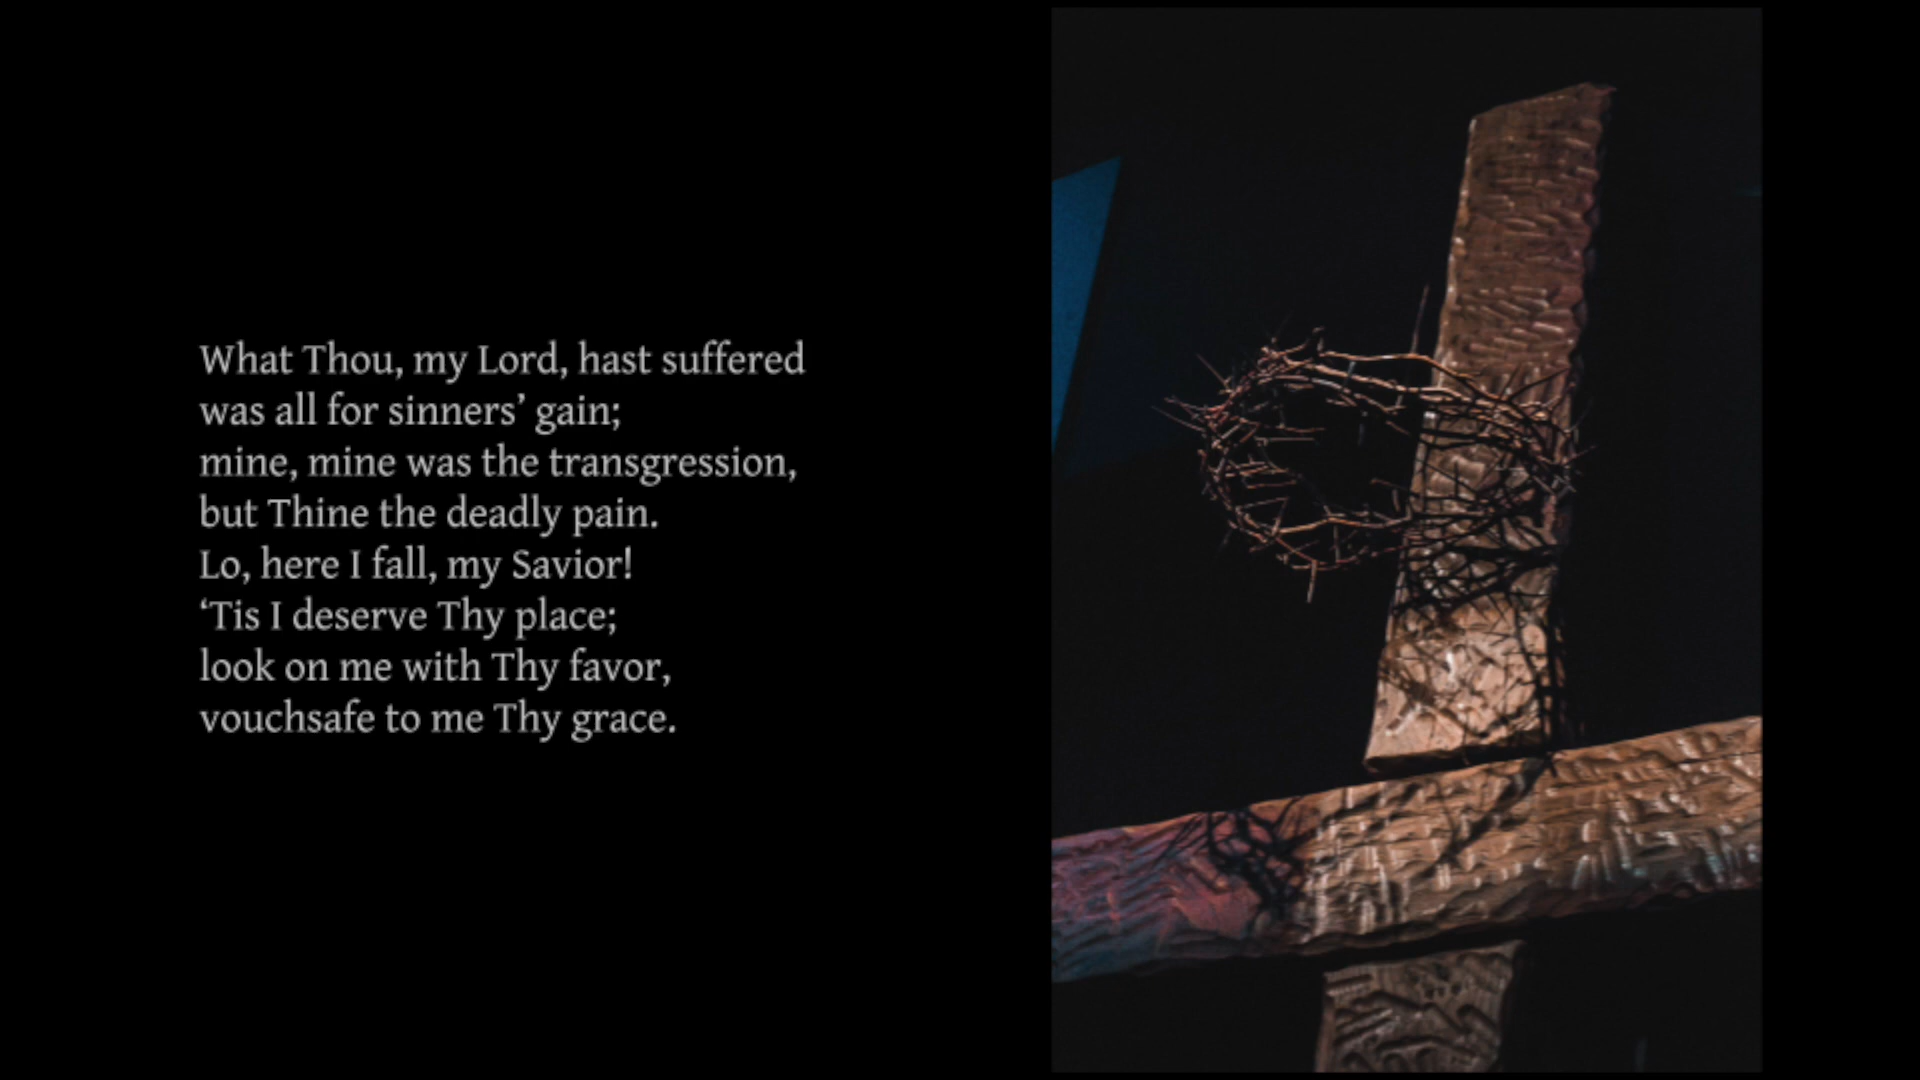 What Thou, my Lord, hast suffered
was all for sinners’ gain;
mine, mine was the transgression,
but Thine the deadly pain.
Lo, here I fall, my Savior!
‘Tis I deserve Thy place;
look on me with Thy favor,
vouchsafe to me Thy grace.